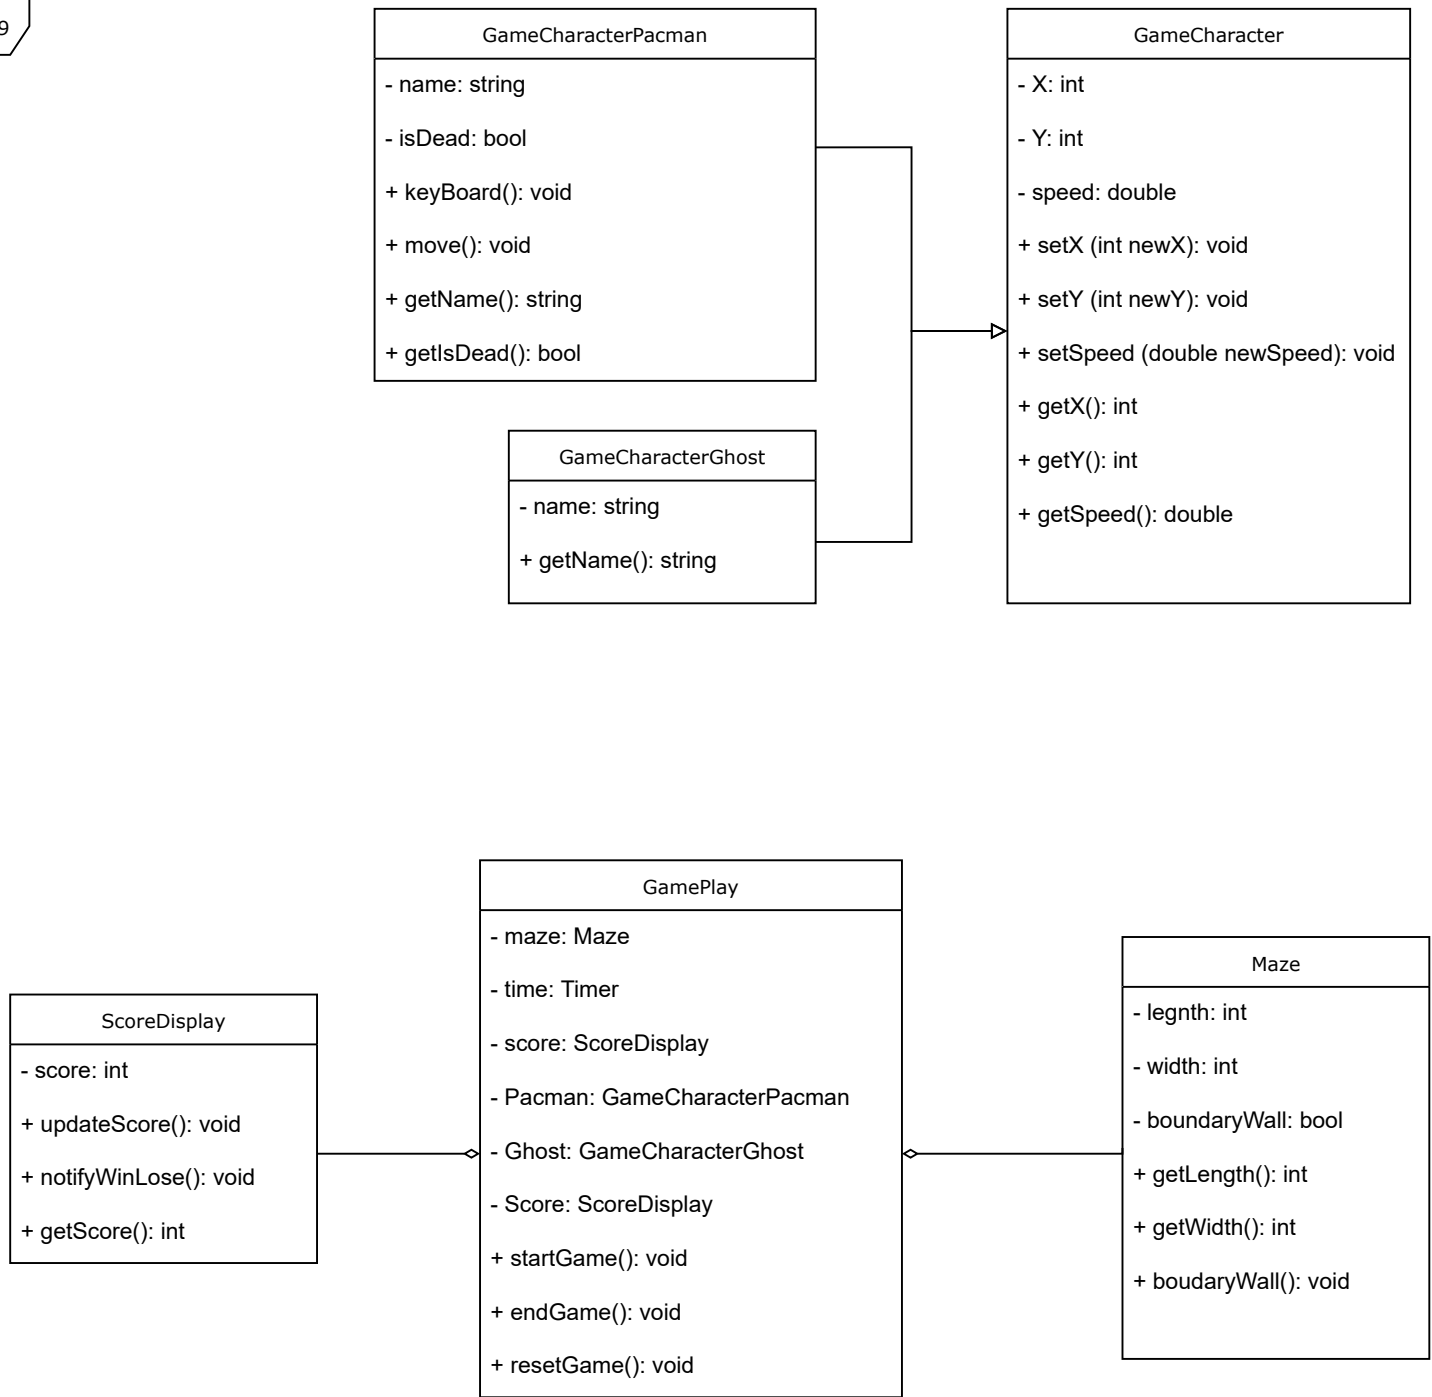 9
GameCharacterPacman
- name: string
- isDead: bool
+ keyBoard(): void
+ move(): void
+ getName(): string
+ getIsDead(): bool
GameCharacter
- X: int
- Y: int
- speed: double
+ setX (int newX): void
+ setY (int newY): void
+ setSpeed (double newSpeed): void
+ getX(): int
+ getY(): int
+ getSpeed(): double
GameCharacterGhost
- name: string
+ getName(): string
ScoreDisplay
- score: int
+ updateScore(): void
+ notifyWinLose(): void
+ getScore(): int
GamePlay
- maze: Maze
- time: Timer
- score: ScoreDisplay
- Pacman: GameCharacterPacman
- Ghost: GameCharacterGhost
- Score: ScoreDisplay
+ startGame(): void
+ endGame(): void
+ resetGame(): void
Maze
- legnth: int
- width: int
- boundaryWall: bool
+ getLength(): int
+ getWidth(): int
+ boudaryWall(): void